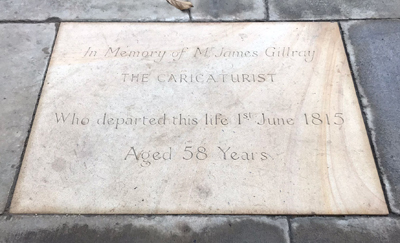 In Memory of Mr. James Gillray
THE CARICATURIST
Who departed this life 1st June 1815
Aged 58 Years